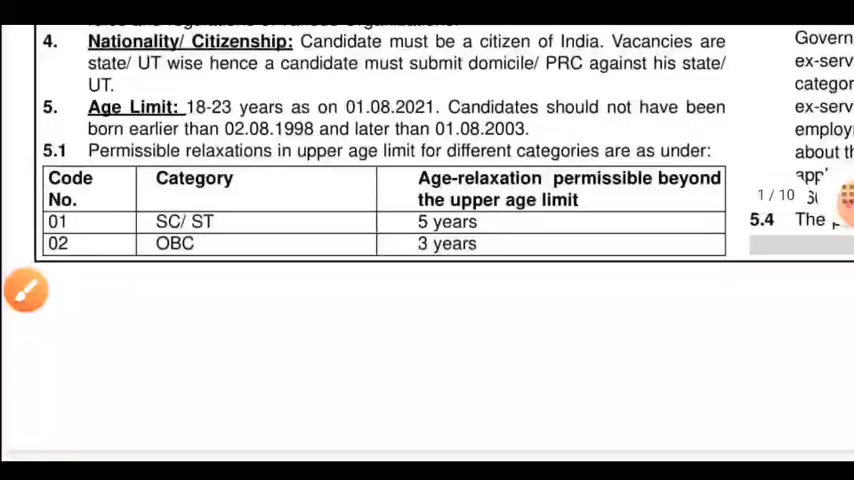 4. Nationality/ Citizenship: Candidate must be a citizen of India. Vacancies are
state/ UT wise hence a candidate must submit domicile/ PRC against his state/
UT.
5. Age Limit: 18-23 years as on 01.08.2021. Candidates should not have been
born earlier than 02.08.1998 and later than 01.08.2003.
5.1 Permissible relaxations in upper age limit for different categories are as under:
Code No. Category Age-relaxation permissible beyond the upper age limit
01 SC/ ST 5 years
02 OBC 3 years
Govern
ex-serv
categor
ex-serv
employ
about th
1 / 10
5.4 The